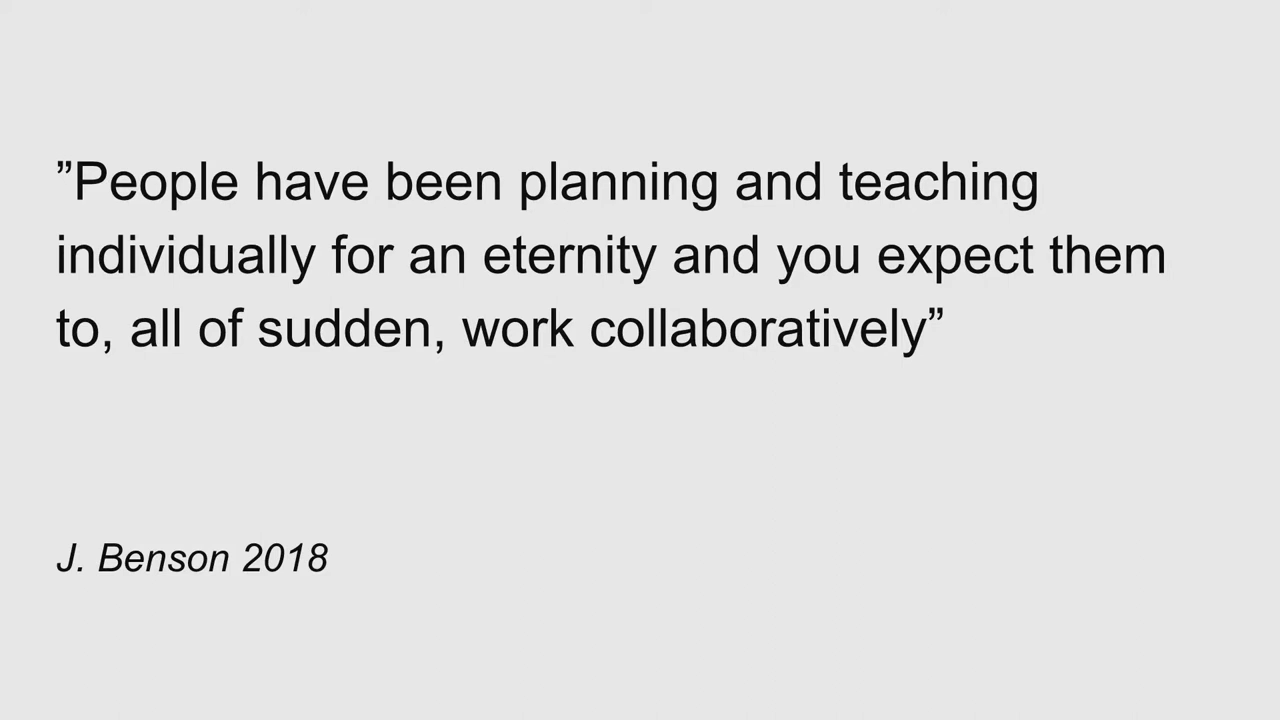 ”People have been planning and teaching
individually for an eternity and you expect them
to, all of sudden, work collaboratively”
J. Benson 2018